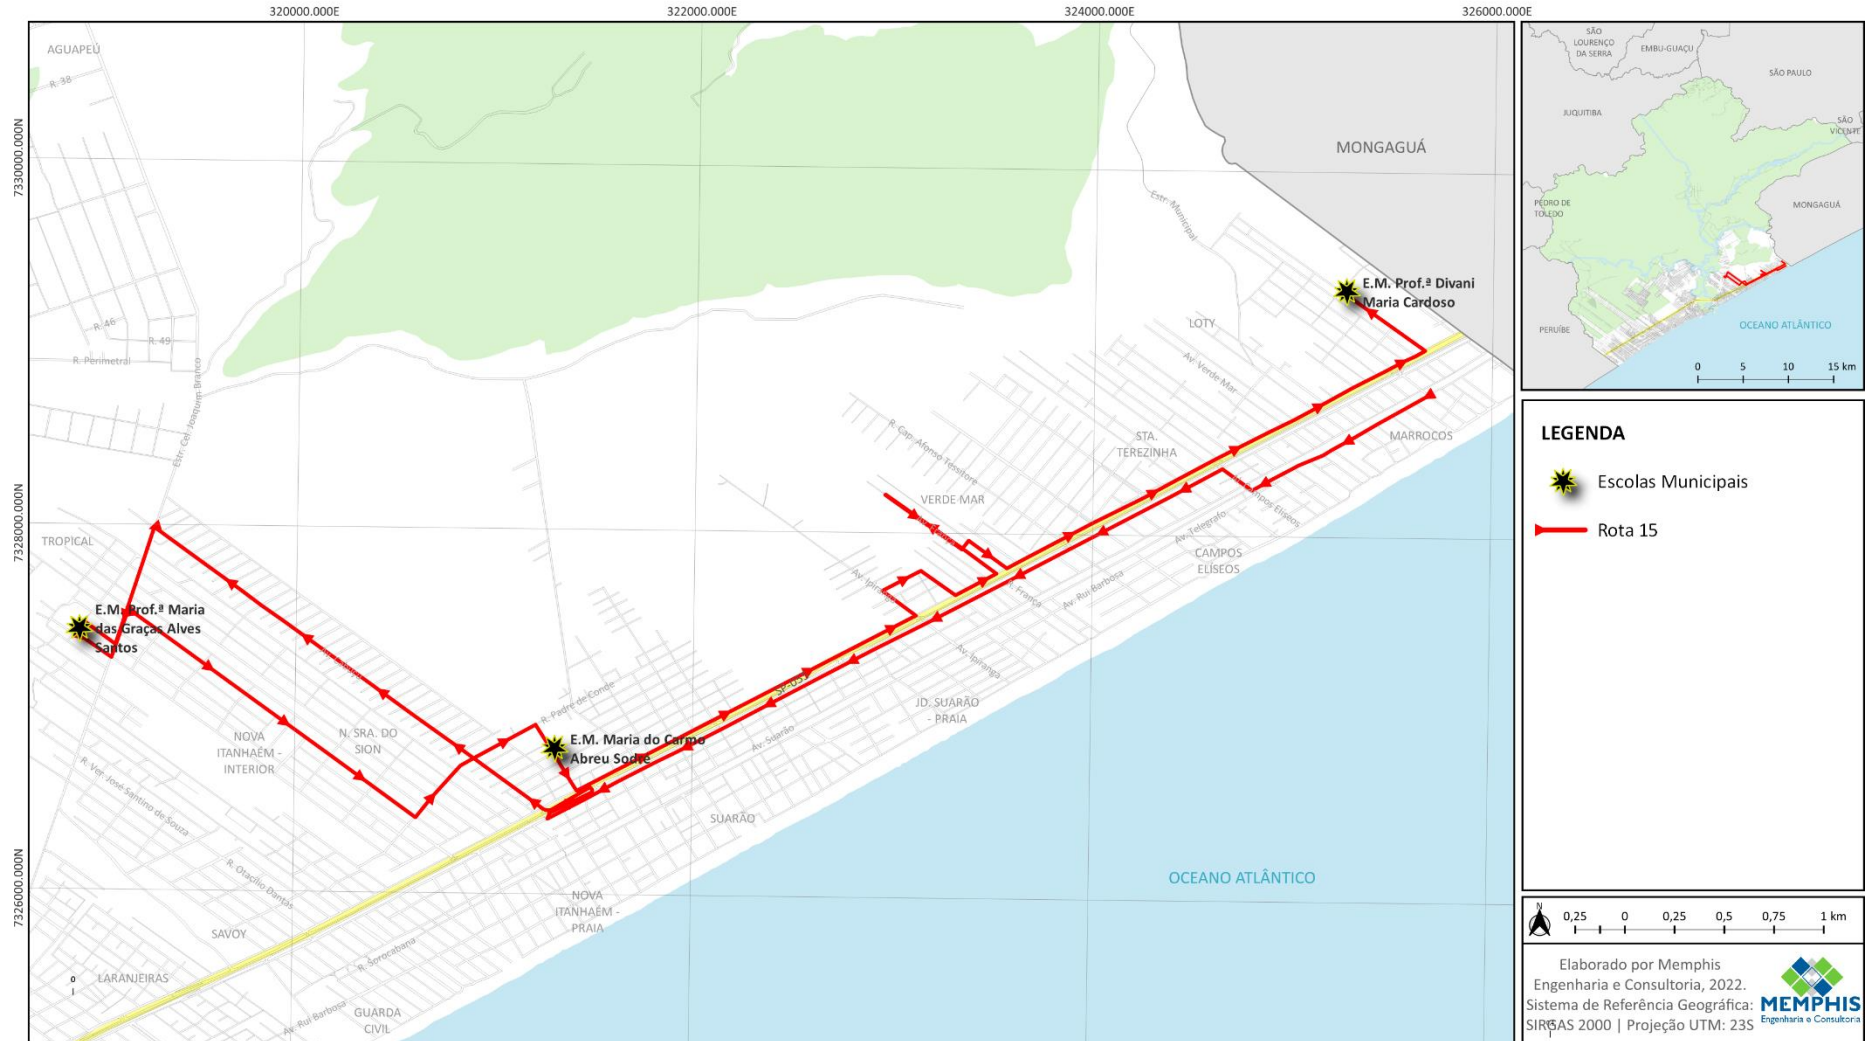 320000.000E
322000.000E
324000.000E
326000.000E
7330000.000N
7328000.000N
7326000.000N
AGUAPEÚ
R. 38
R. 46
R. 49
R. Perimetral
Estr. Cel. Joaquim Branco
MONGAGUÁ
Estr. Municipal
E.M. Prof.ª Divani
Maria Cardoso
LOTY
Av. Verde Mar
MARROCOS
STA.
TEREZINHA
R. Cap. Afonso Tessitore
VERDE MAR
Av. Campos Elíseos
Av. Telegrafo
CAMPOS
ELÍSEOS
R. França
Av. Rui Barbosa
Av. Ipiranga
Av. Ipiranga
TROPICAL
E.M. Prof.ª Maria
das Graças Alves
Santos
SP-055
JD. SUARÃO
- PRAIA
R. Padre de Conde
Av. Suarão
N. SRA. DO
SION
NOVA
ITANHAÉM -
INTERIOR
E.M. Maria do Carmo
Abreu Sodré
R. Ver. José Santino de Souza
SUARÃO
R. Otacílio Dantas
NOVA
ITANHAÉM -
PRAIA
OCEANO ATLÂNTICO
SAVOY
R. Sorocabana
LARANJEIRAS
Av. Rui Barbosa
GUARDA
CIVIL
SÃO
LOURENÇO
DA SERRA
EMBU-GUAÇU
SÃO PAULO
JUQUITIBA
SÃO
VICENTE
PEDRO DE
TOLEDO
MONGAGUÁ
PERUÍBE
OCEANO ATLÂNTICO
0 5 10 15 km
LEGENDA
Escolas Municipais
Rota 15
N
0,25 0 0,25 0,5 0,75 1 km
Elaborado por Memphis
Engenharia e Consultoria, 2022.
Sistema de Referência Geográfica:
SIRGAS 2000 | Projeção UTM: 23S
MEMPHIS
Engenharia e Consultoria